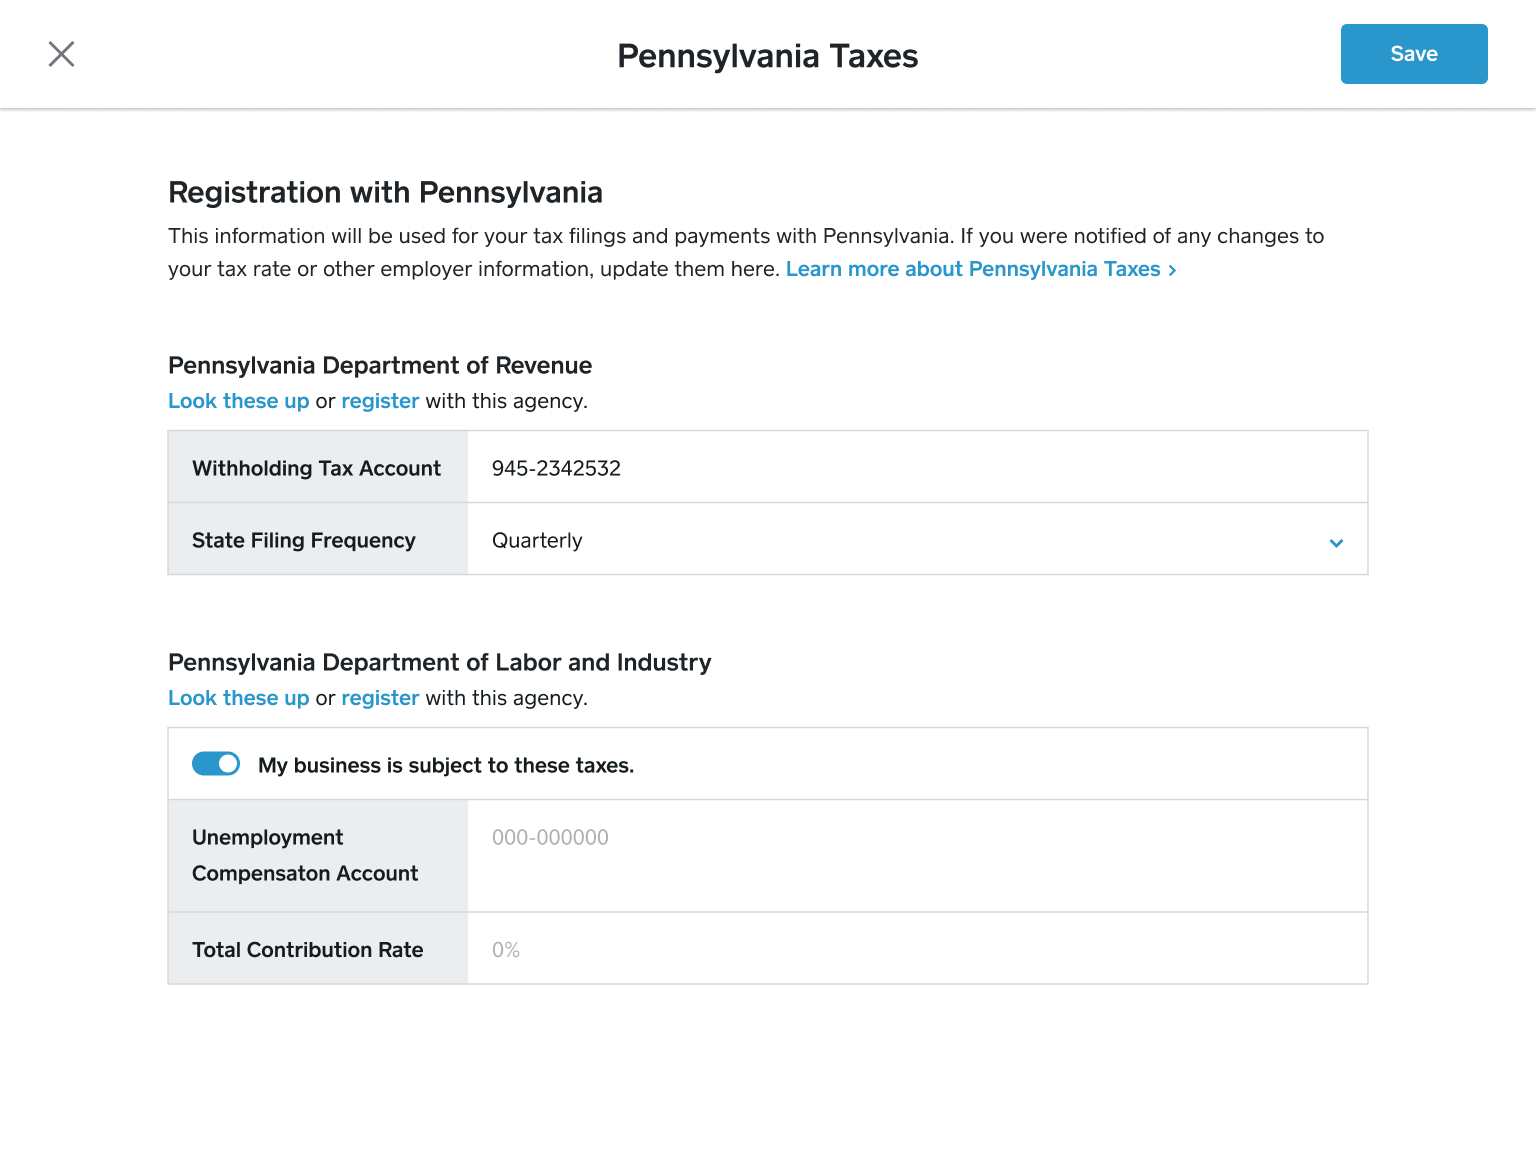 Pennsylvania Taxes
Save
Registration with Pennsylvania
This information will be used for your tax filings and payments with Pennsylvania. If you were notified of any changes to
your tax rate or other employer information, update them here. Learn more about Pennsylvania Taxes >
Pennsylvania Department of Revenue
Look these up or register with this agency.
Withholding Tax Account 945-2342532
State Filing Frequency Quarterly
Pennsylvania Department of Labor and Industry
Look these up or register with this agency.
My business is subject to these taxes.
Unemployment 000-000000
Compensaton Account
Total Contribution Rate 0%